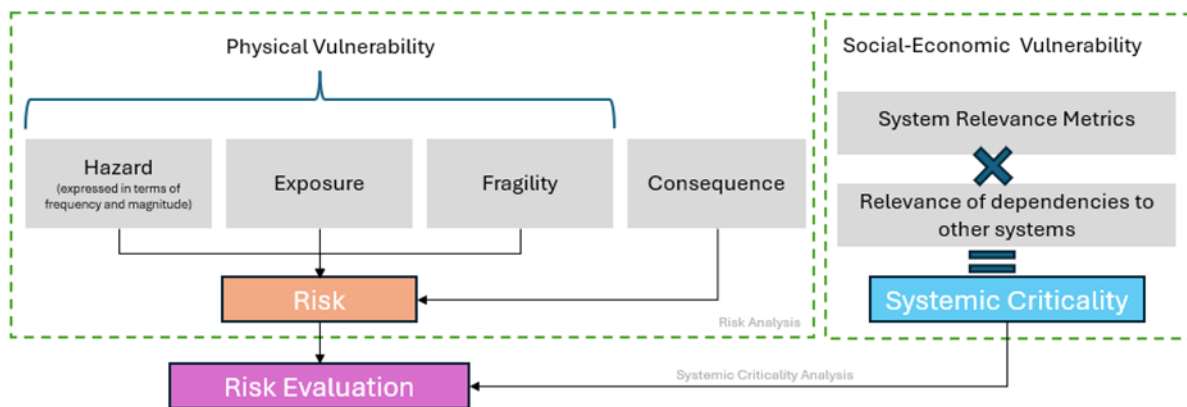 Physical Vulnerability
Social-Economic Vulnerability
Hazard
(expressed in terms of
frequency and magnitude)
Exposure
Fragility
Consequence
System Relevance Metrics
Relevance of dependencies to
other systems
Risk
Systemic Criticality
Risk Analysis
Risk Evaluation
Systemic Criticality Analysis